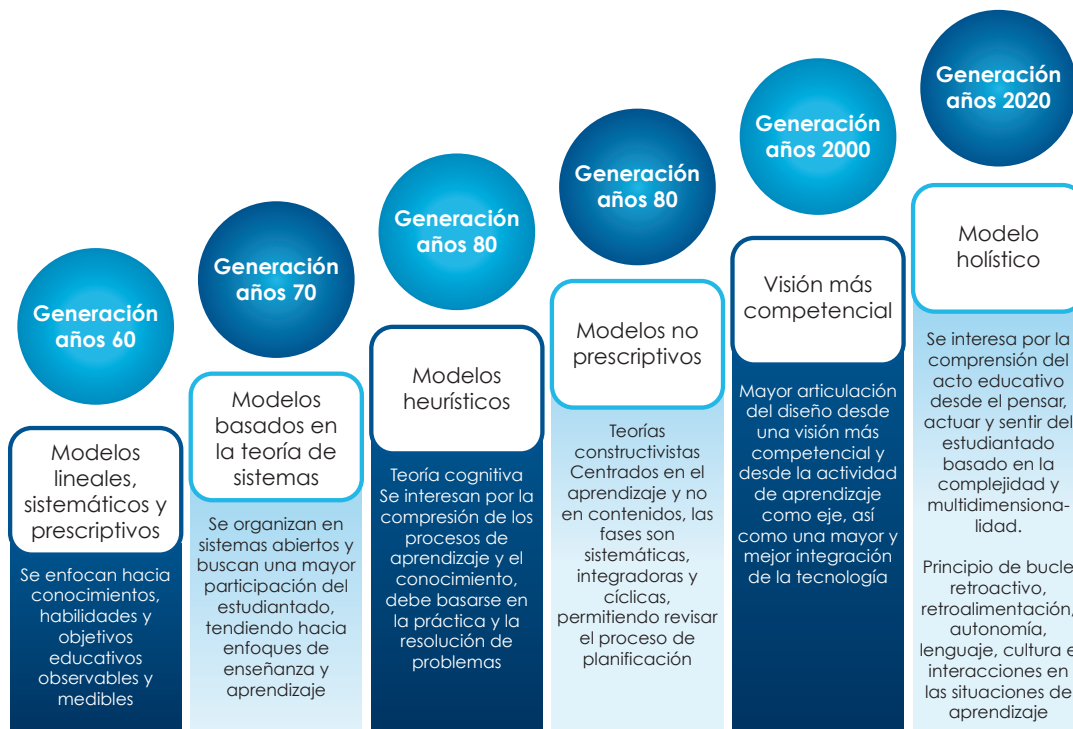 Generación
años 60
Modelos
lineales,
sistemáticos y
prescriptivos
Se enfocan hacia
conocimientos,
habilidades y
objetivos
educativos
observables y
medibles
Generación
años 70
Modelos
basados en
la teoría de
sistemas
Se organizan en
sistemas abiertos y
buscan una mayor
participación del
estudiantado,
tendiendo hacia
enfoques de
enseñanza y
aprendizaje
Generación
años 80
Modelos
heurísticos
Teoría cognitiva
Se interesan por la
compresión de los
procesos de
aprendizaje y el
conocimiento,
debe basarse en
la práctica y la
resolución de
problemas
Generación
años 80
Modelos no
prescriptivos
Teorías
constructivistas
Centrados en el
aprendizaje y no
en contenidos, las
fases son
sistemáticas,
integradoras y
cíclicas,
permitiendo revisar
el proceso de
planificación
Generación
años 2000
Visión más
competencial
Mayor articulación
del diseño desde
una visión más
competencial y
desde la actividad
de aprendizaje
como eje, así
como una mayor y
mejor integración
de la tecnología
Generación
años 2020
Modelo
holístico
Se interesa por la
comprensión del
acto educativo
desde el pensar,
actuar y sentir del
estudiantado
basado en la
complejidad y
multidimensiona-
lidad.
Principio de bucle
retroactivo,
retroalimentación,
autonomía,
lenguaje, cultura e
interacciones en
las situaciones de
aprendizaje